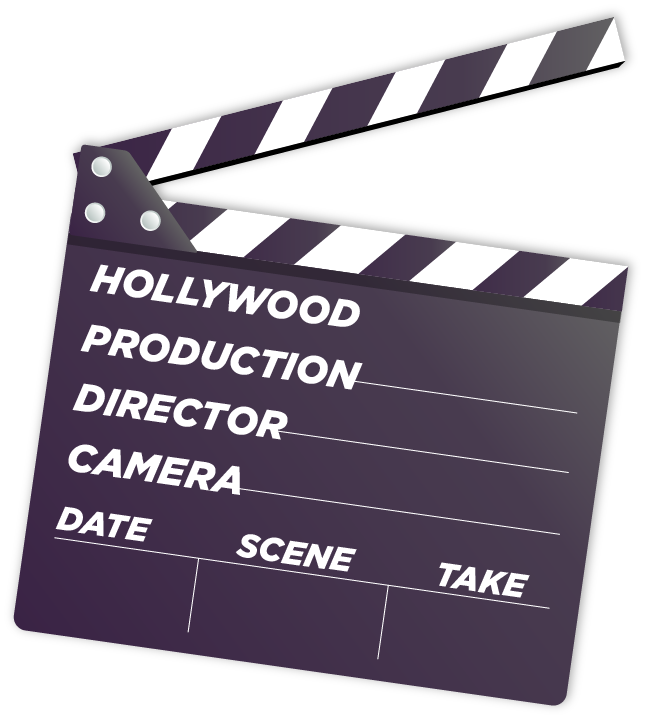 HOLLYWOOD
PRODUCTION
DIRECTOR
CAMERA
DATE SCENE TAKE